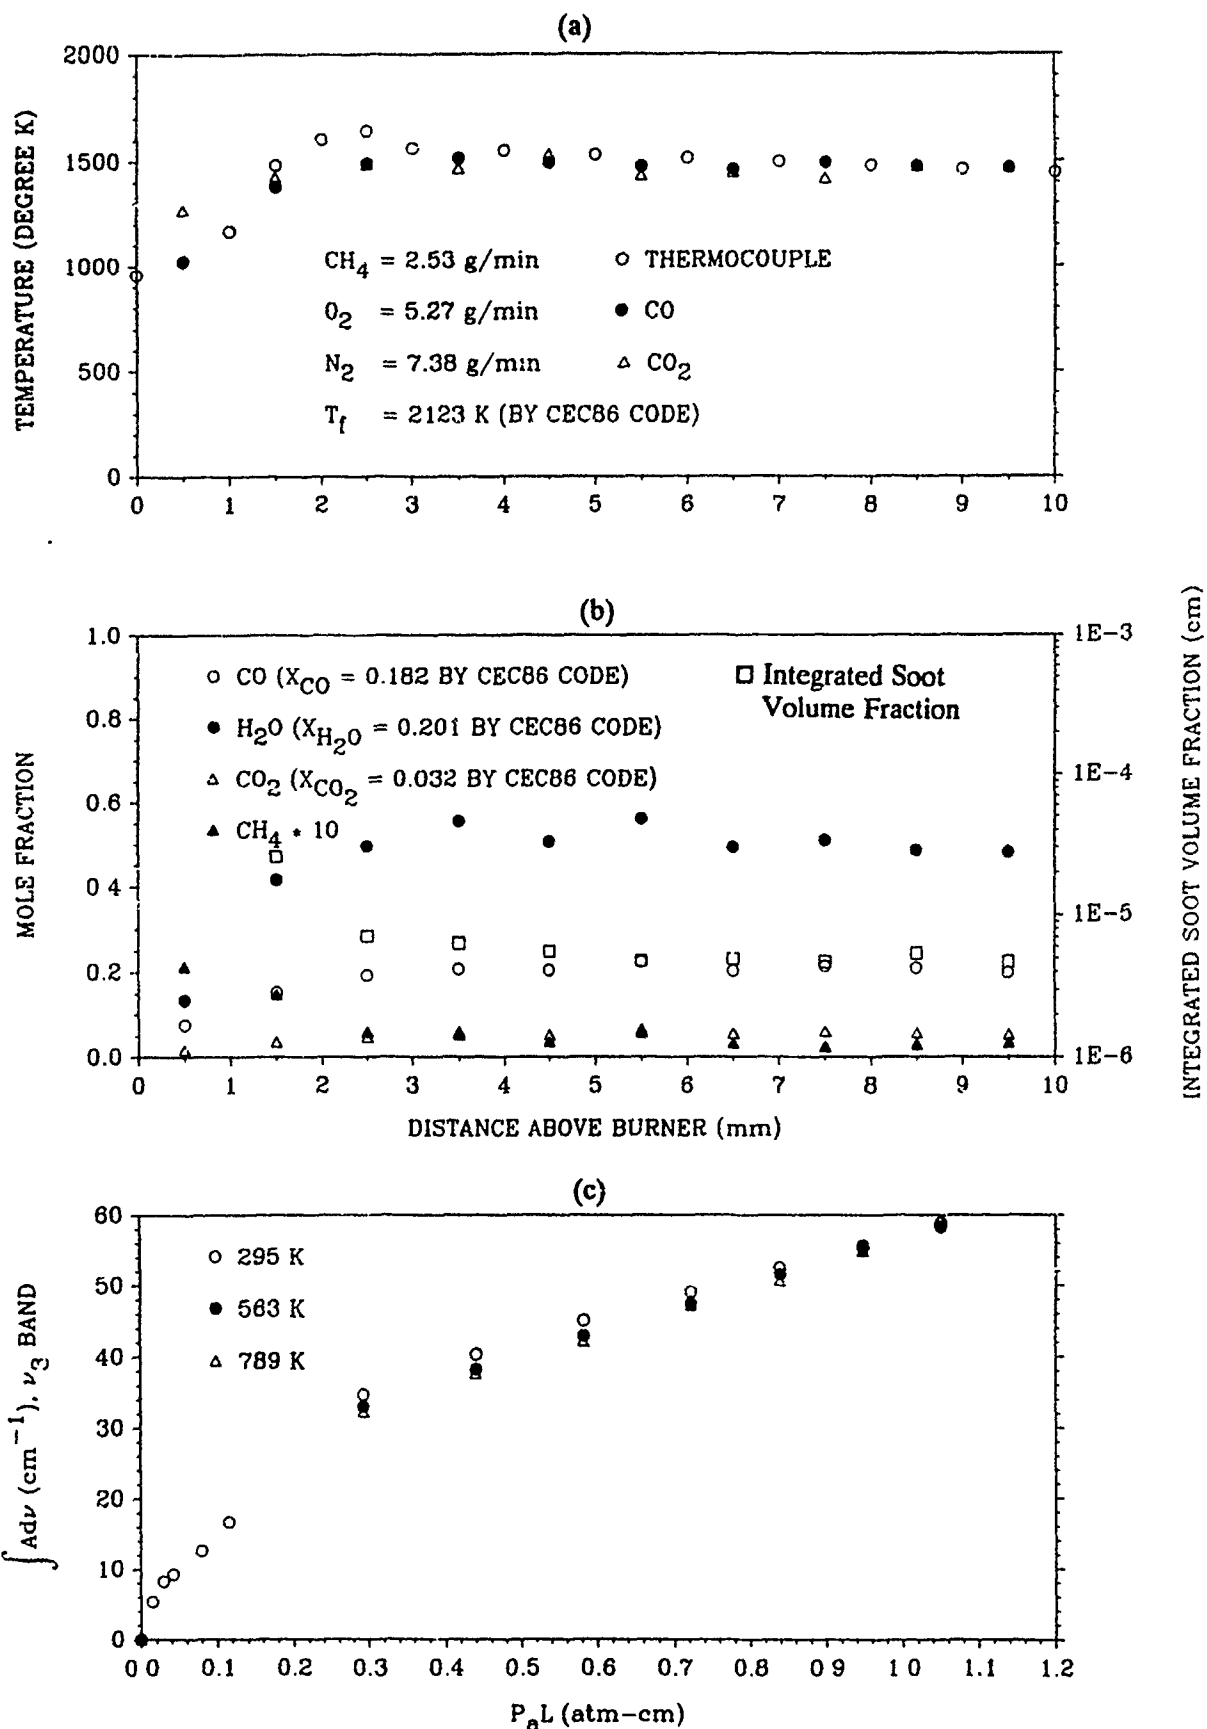 (a)
2000
1500
1000
500
0
TEMPERATURE (DEGREE K)
CH4 = 2.53 g/min
O2 = 5.27 g/min
N2 = 7.38 g/min
Tf = 2123 K (BY CEC86 CODE)
○ THERMOCOUPLE
● CO
△ CO2
0 1 2 3 4 5 6 7 8 9 10
(b)
1.0
0.8
0.6
0 4
0.2
0.0
MOLE FRACTION
○ CO (XCO = 0.182 BY CEC86 CODE)
● H2O (XH2O = 0.201 BY CEC86 CODE)
△ CO2 (XCO2 = 0.032 BY CEC86 CODE)
▲ CH4 * 10
□ Integrated Soot
Volume Fraction
1E-3
1E-4
1E-5
1E-6
INTEGRATED SOOT VOLUME FRACTION (cm)
0 1 2 3 4 5 6 7 8 9 10
DISTANCE ABOVE BURNER (mm)
(c)
60
50
40
30
20
10
0
∫Adν (cm−1), ν3 BAND
○ 295 K
● 563 K
△ 789 K
0 0 0.1 0.2 0.3 0.4 0.5 0.6 0.7 0.8 0 9 1 0 1.1 1.2
PaL (atm-cm)